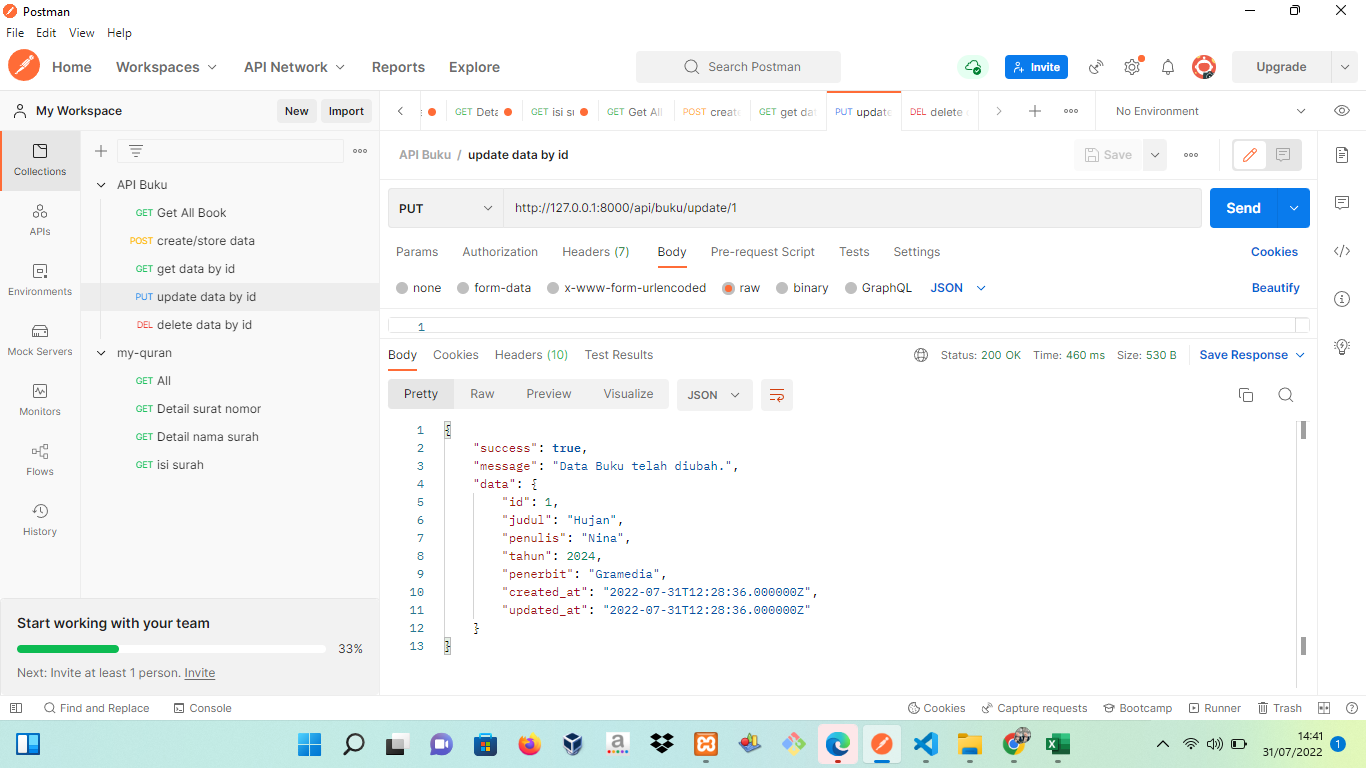 Postman
File Edit View Help
Home Workspaces API Network Reports Explore Search Postman Invite Upgrade
My Workspace New Import
GET Deta GET isi su GET Get All POST create GET get dat PUT update DEL delete No Environment
Collections
APIs
Environments
Mock Servers
Monitors
Flows
History
API Buku
GET Get All Book
POST create/store data
GET get data by id
PUT update data by id
DEL delete data by id
my-quran
GET All
GET Detail surat nomor
GET Detail nama surah
GET isi surah
Start working with your team
33%
Next: Invite at least 1 person. Invite
API Buku / update data by id
Save
PUT http://127.0.0.1:8000/api/buku/update/1 Send
Params Authorization Headers (7) Body Pre-request Script Tests Settings Cookies
none form-data x-www-form-urlencoded raw binary GraphQL JSON Beautify
1
Body Cookies Headers (10) Test Results Status: 200 OK Time: 460 ms Size: 530 B Save Response
Pretty Raw Preview Visualize JSON
1 {
2 "success": true,
3 "message": "Data Buku telah diubah.",
4 "data": {
5 "id": 1,
6 "judul": "Hujan",
7 "penulis": "Nina",
8 "tahun": 2024,
9 "penerbit": "Gramedia",
10 "created_at": "2022-07-31T12:28:36.000000Z",
11 "updated_at": "2022-07-31T12:28:36.000000Z"
12 }
13 }
Find and Replace Console Cookies Capture requests Bootcamp Runner Trash
14:41
31/07/2022 1